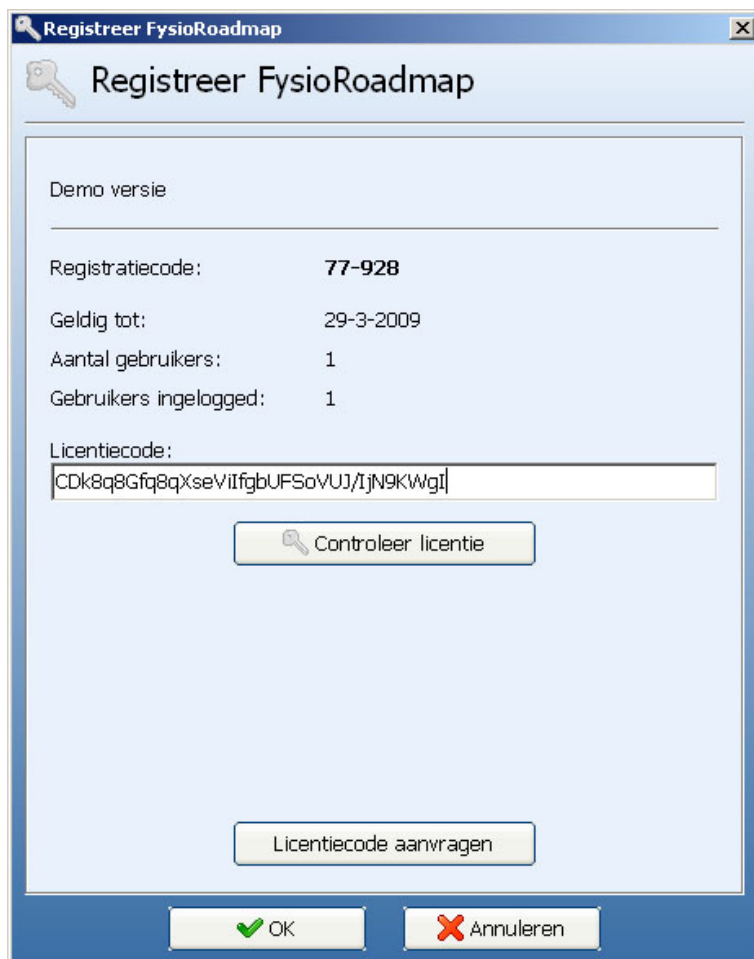 Registreer FysioRoadmap
Registreer FysioRoadmap
Demo versie
Registratiecode: 77-928
Geldig tot: 29-3-2009
Aantal gebruikers: 1
Gebruikers ingelogged: 1
Licentiecode:
CDk8q8Gfq8qXseViIfgbUFSoVUJ/IjN9KWgI
Controleer licentie
Licentiecode aanvragen
OK
Annuleren